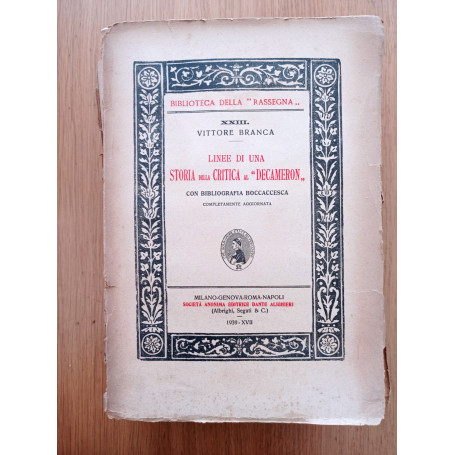 BIBLIOTECA DELLA "RASSEGNA„
XXIII.
VITTORE BRANCA
LINEE DI UNA
STORIA DELLA CRITICA AL "DECAMERON„
CON BIBLIOGRAFIA BOCCACCESCA
COMPLETAMENTE AGGIORNATA
MILANO-GENOVA-ROMA-NAPOLI
SOCIETÀ ANONIMA EDITRICE DANTE ALIGHIERI
(Albrighi, Segati & C.)
1939-XVII